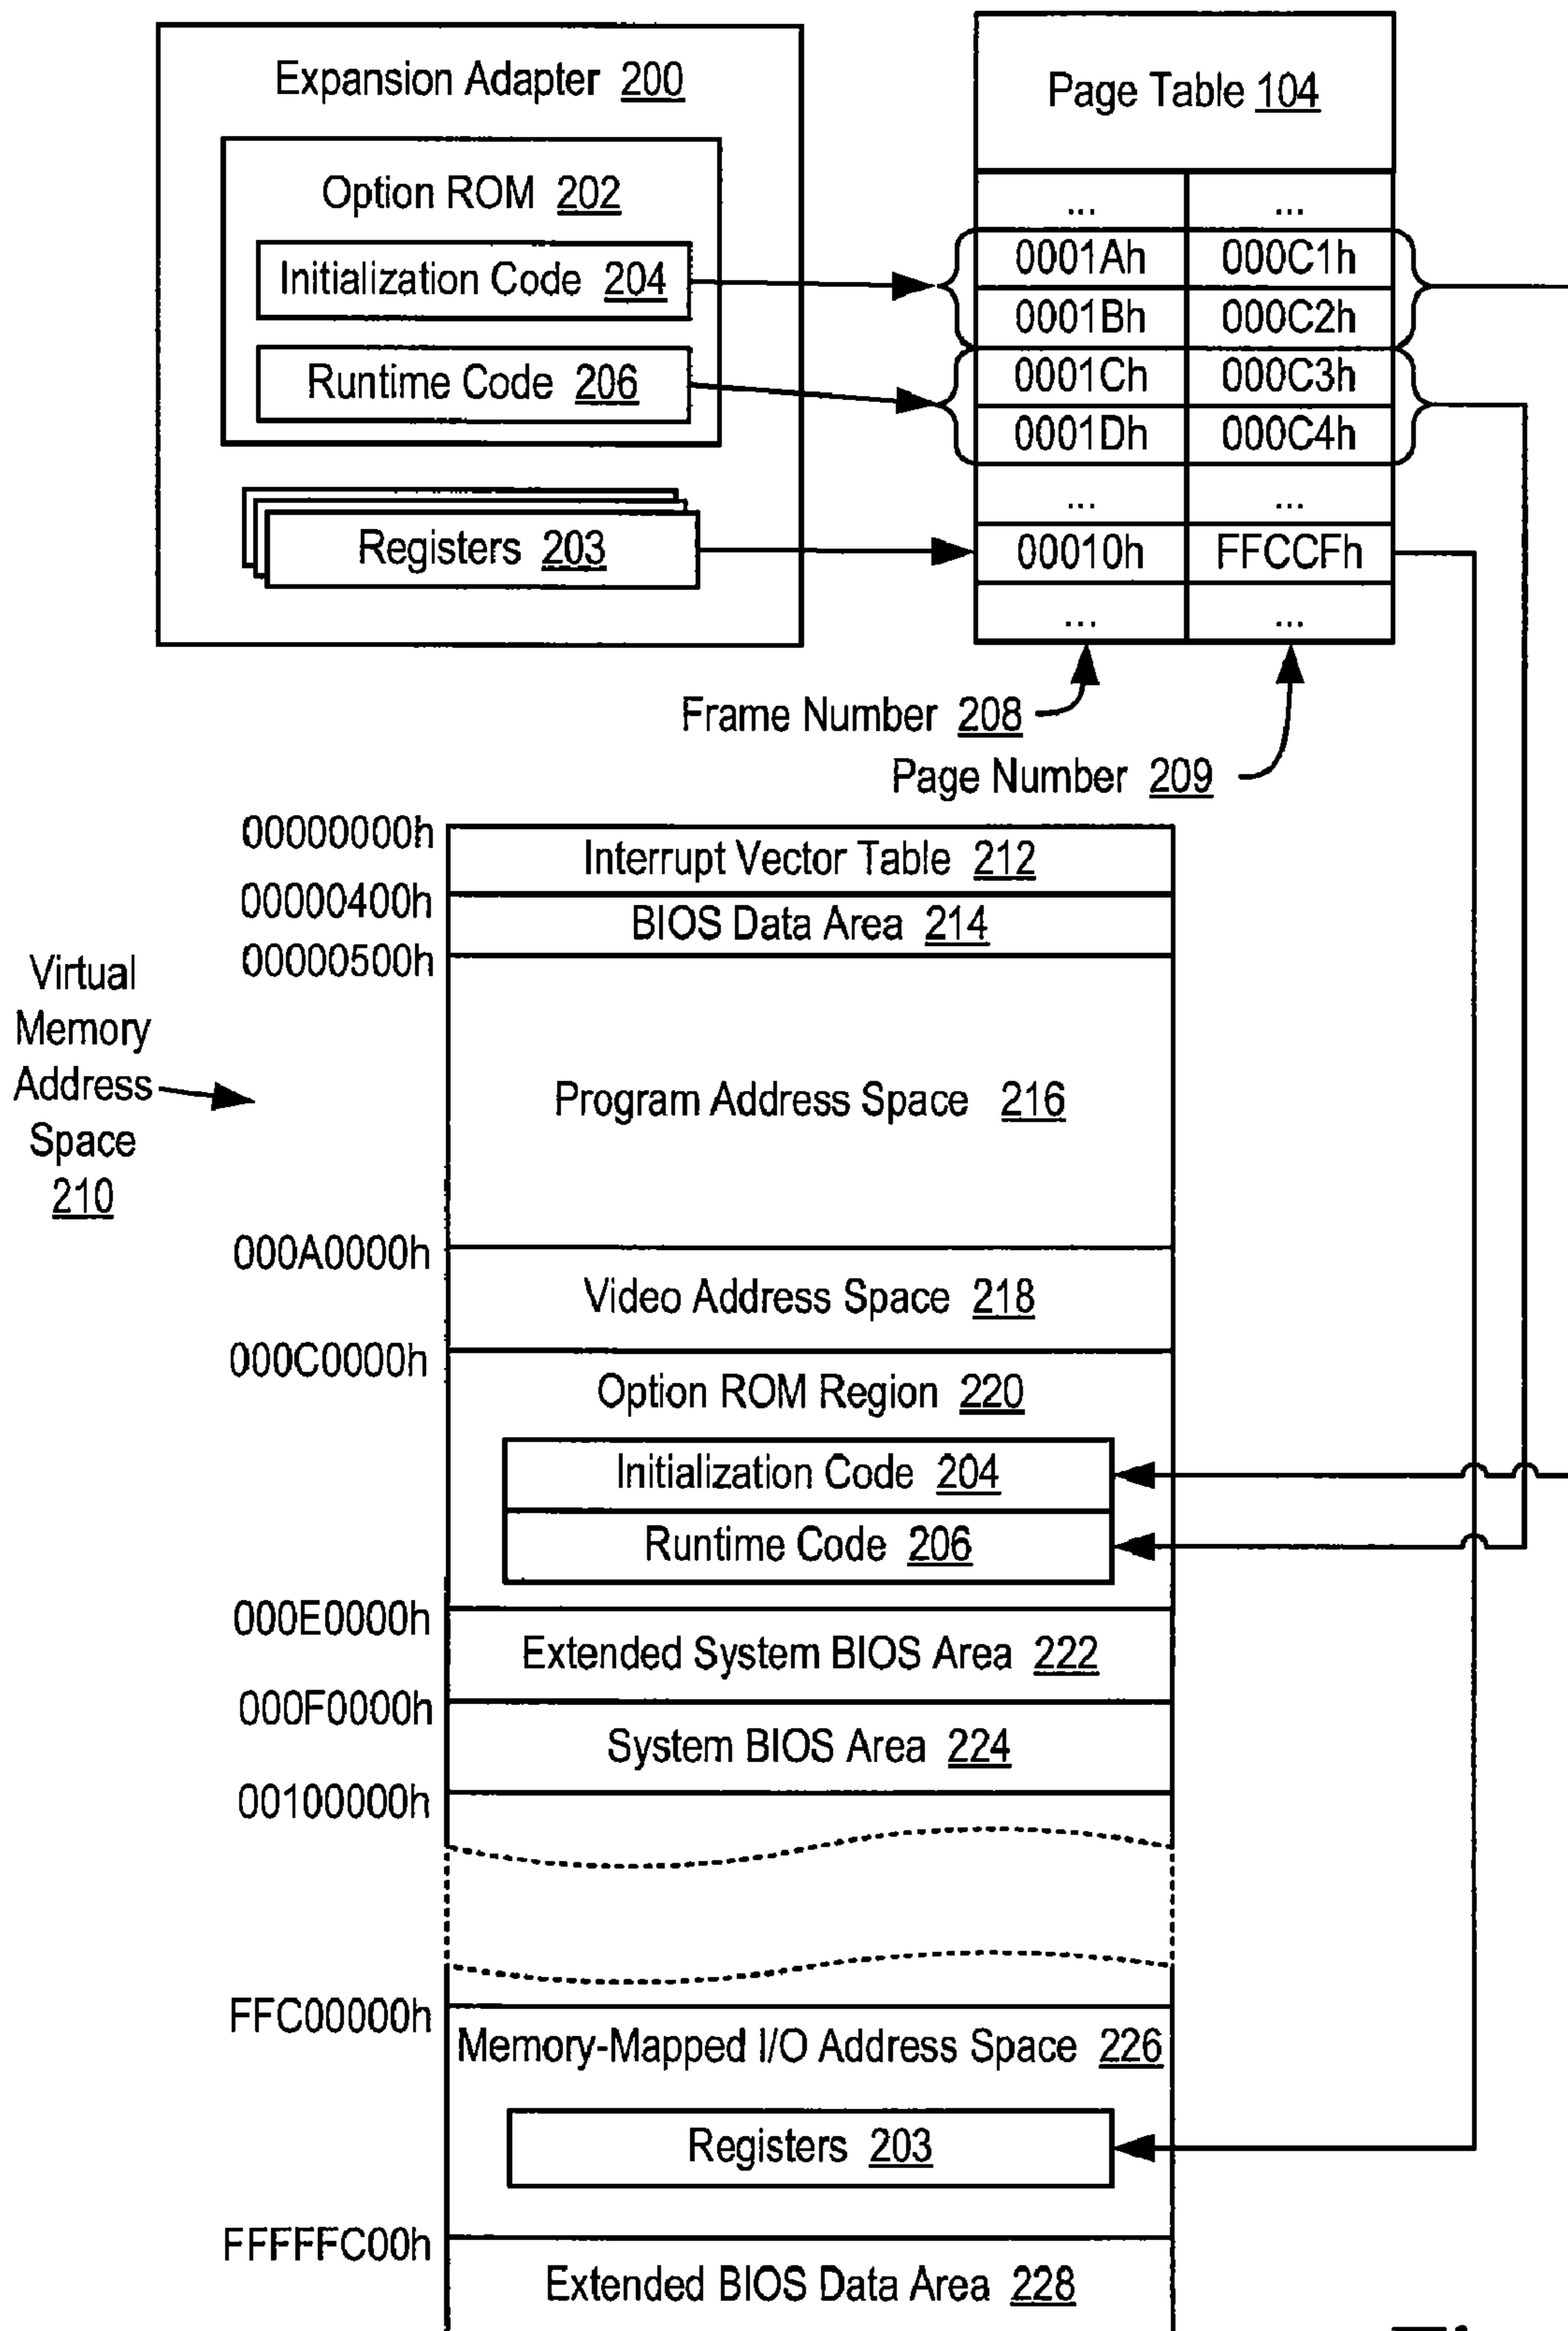 Expansion Adapter 200
Option ROM 202
Initialization Code 204
Runtime Code 206
Registers 203
Page Table 104
... ...
0001Ah 000C1h
0001Bh 000C2h
0001Ch 000C3h
0001Dh 000C4h
... ...
00010h FFCCFh
... ...
Frame Number 208
Page Number 209
Virtual
Memory
Address
Space
210
00000000h
Interrupt Vector Table 212
00000400h
BIOS Data Area 214
00000500h
Program Address Space 216
000A0000h
Video Address Space 218
000C0000h
Option ROM Region 220
Initialization Code 204
Runtime Code 206
000E0000h
Extended System BIOS Area 222
000F0000h
System BIOS Area 224
00100000h
FFC00000h
Memory-Mapped I/O Address Space 226
Registers 203
FFFFFC00h
Extended BIOS Data Area 228